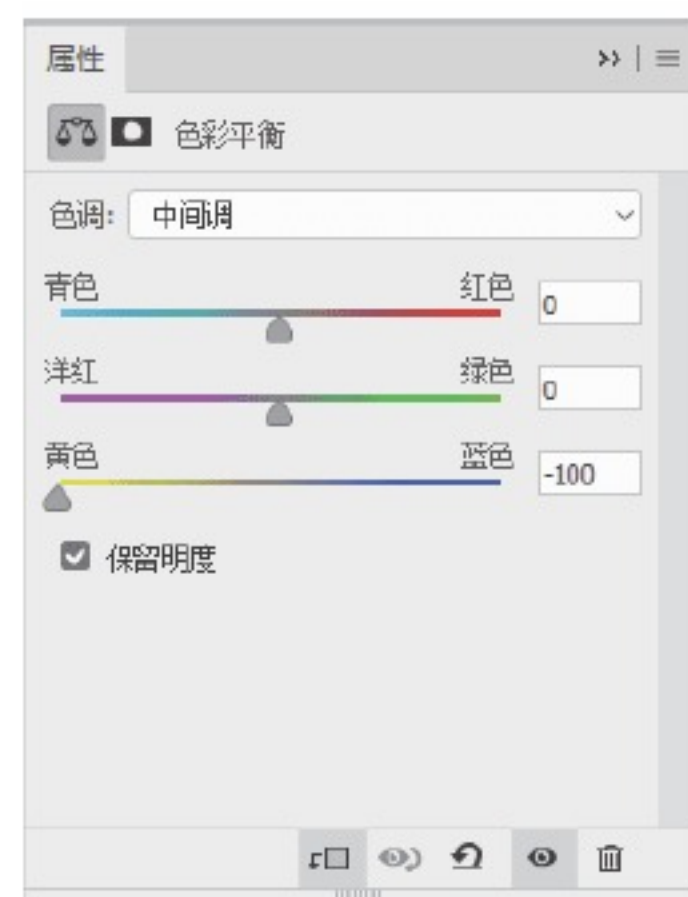 属性
色彩平衡
色调: 中间调
青色 红色 0
洋红 绿色 0
黄色 蓝色 -100
保留明度